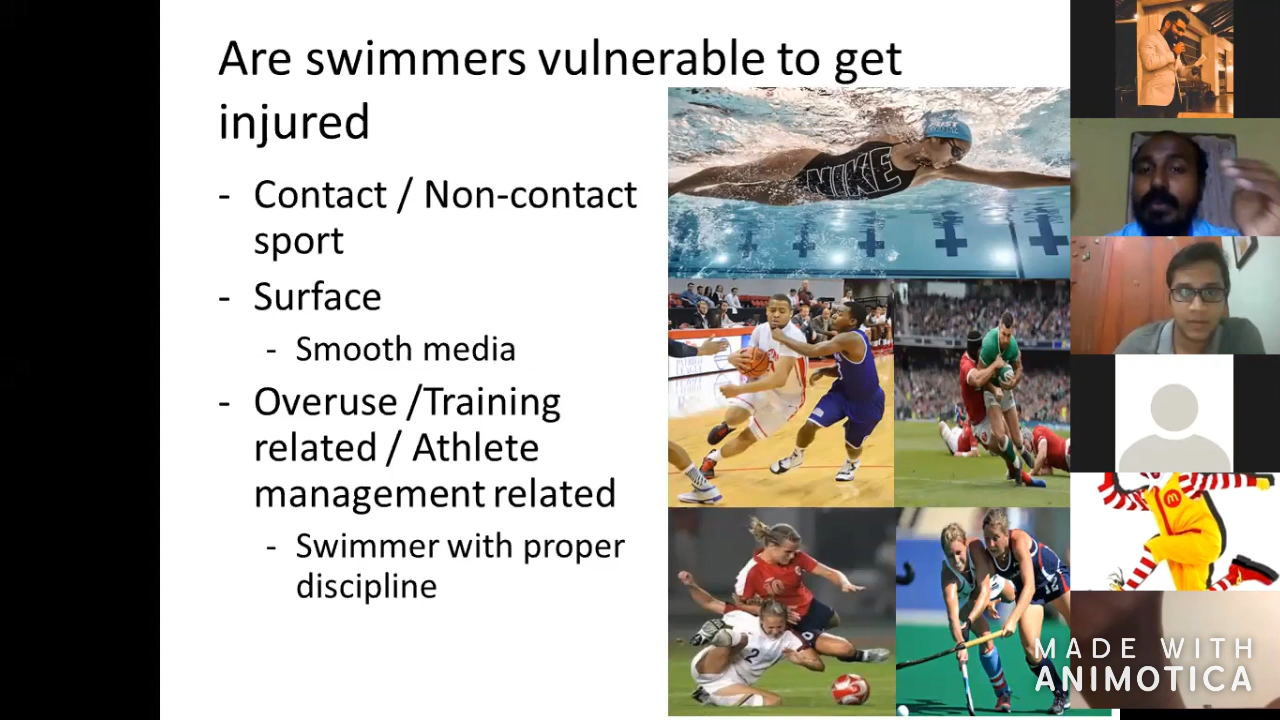 Are swimmers vulnerable to get
injured
- Contact / Non-contact
sport
- Surface
- Smooth media
- Overuse /Training
related / Athlete
management related
- Swimmer with proper
discipline
NIKE
2
MADE WITH
ANIMOTICA